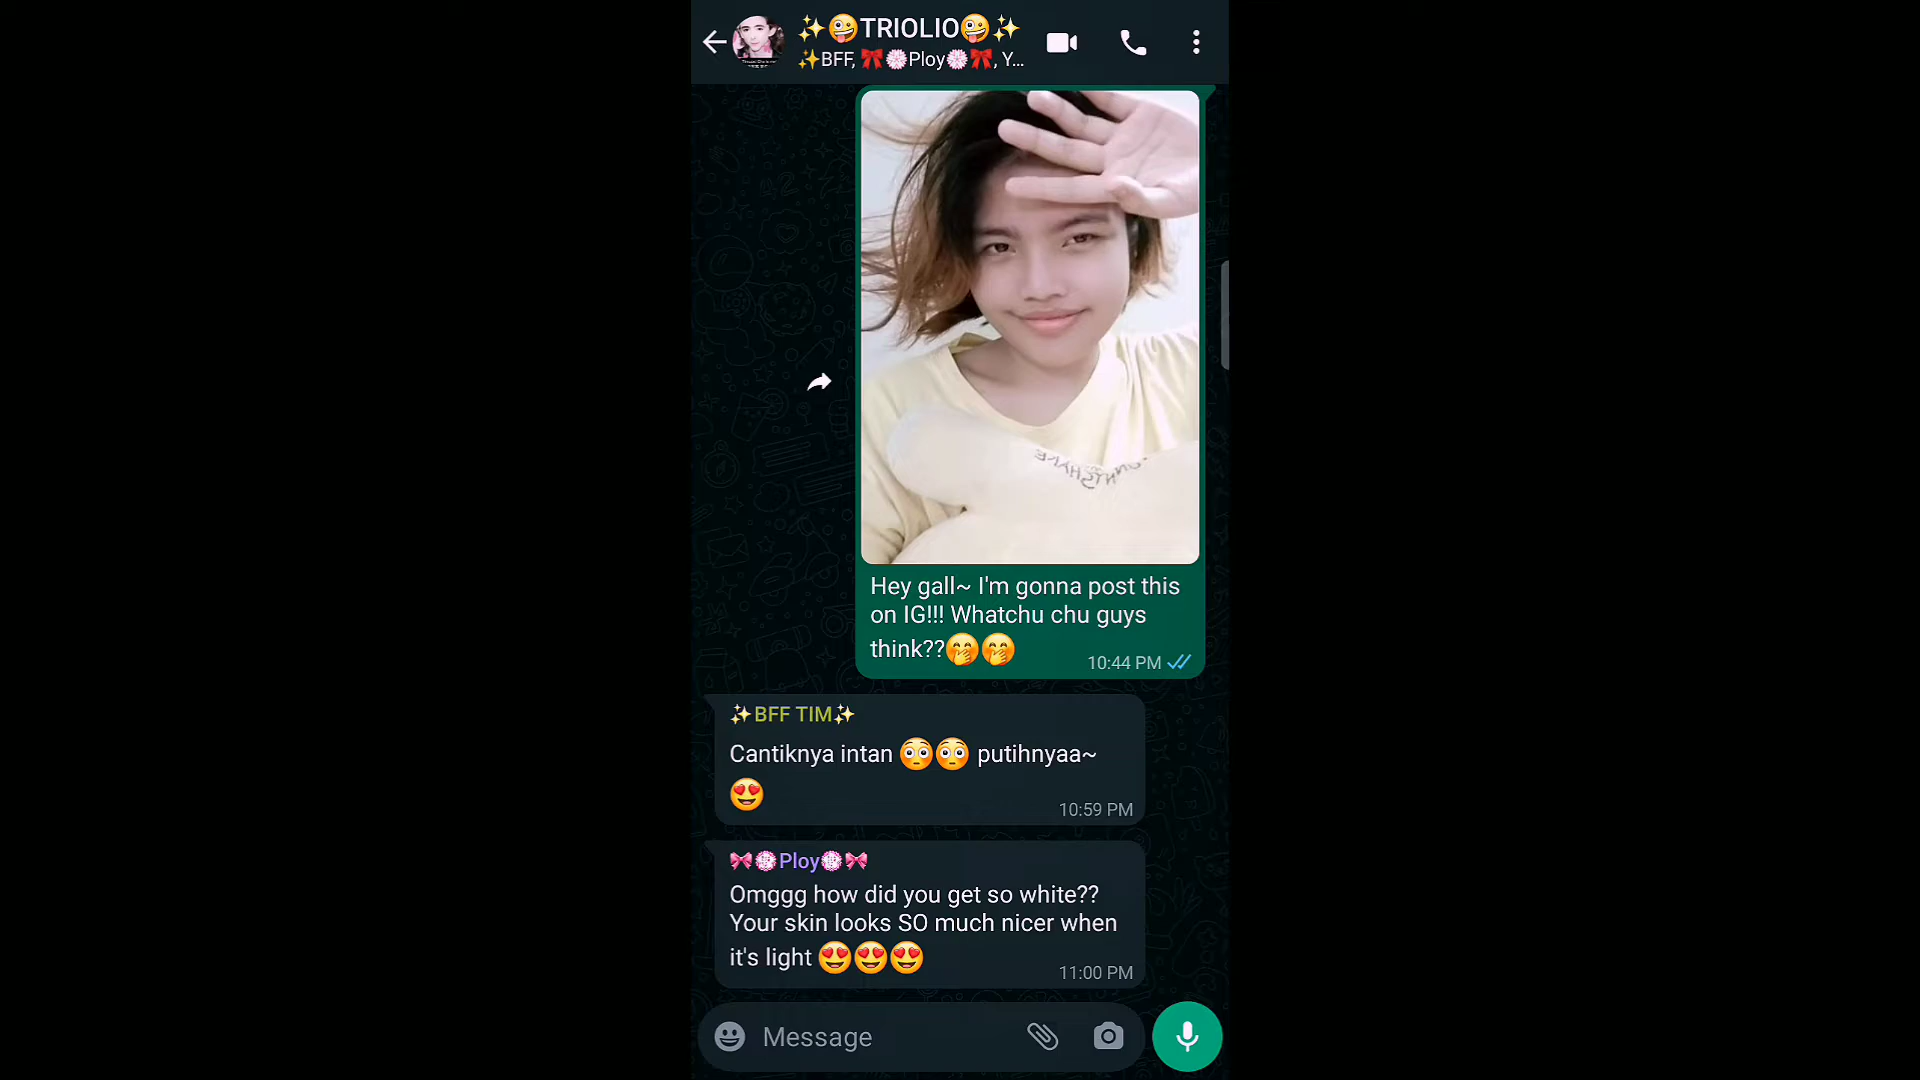 ✨🤪TRIOLIO🤪✨
✨BFF, 🎀💮Ploy💮🎀, Y...
Hey gall~ I'm gonna post this
on IG!!! Whatchu chu guys
think??🤭🤭
10:44 PM
✨BFF TIM✨
Cantiknya intan 😳😳 putihnyaa~
😍
10:59 PM
🎀💮Ploy💮🎀
Omggg how did you get so white??
Your skin looks SO much nicer when
it's light 😍😍😍
11:00 PM
Message